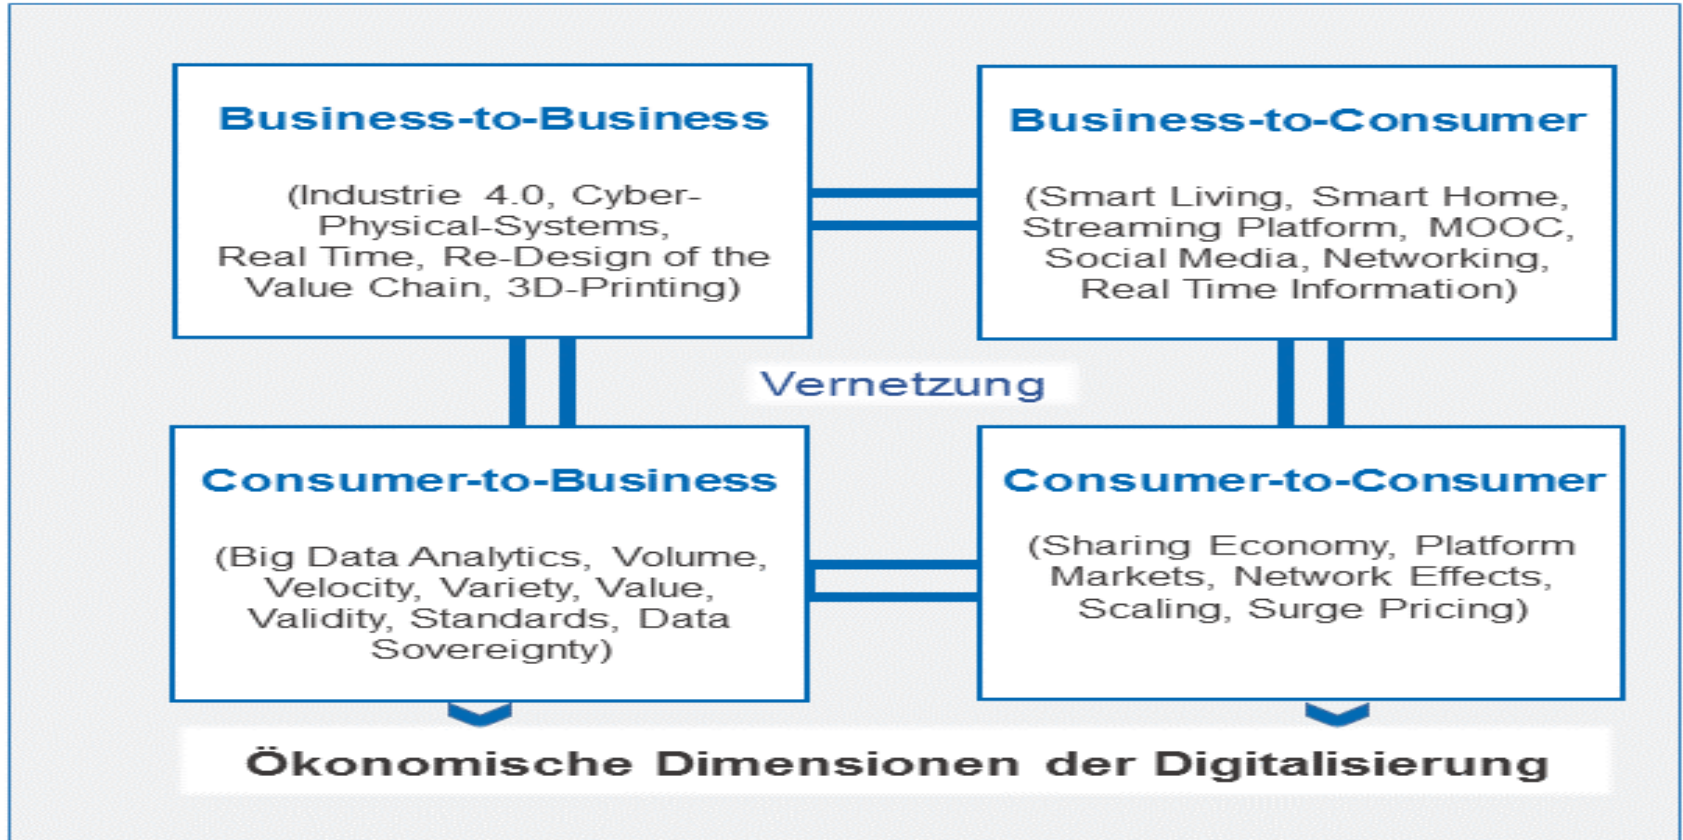 Business-to-Business
(Industrie 4.0, Cyber-
Physical-Systems,
Real Time, Re-Design of the
Value Chain, 3D-Printing)
Business-to-Consumer
(Smart Living, Smart Home,
Streaming Platform, MOOC,
Social Media, Networking,
Real Time Information)
Vernetzung
Consumer-to-Business
(Big Data Analytics, Volume,
Velocity, Variety, Value,
Validity, Standards, Data
Sovereignty)
Consumer-to-Consumer
(Sharing Economy, Platform
Markets, Network Effects,
Scaling, Surge Pricing)
Ökonomische Dimensionen der Digitalisierung